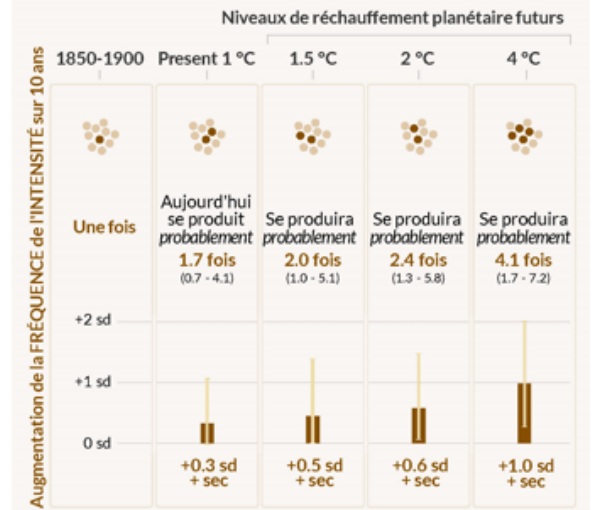 Niveaux de réchauffement planétaire futurs
1850-1900 Present 1 °C 1.5 °C 2 °C 4 °C
Augmentation de la FRÉQUENCE de l'INTENSITÉ sur 10 ans
Une fois
Aujourd'hui
se produit
probablement
1.7 fois
(0.7 - 4.1)
Se produira
probablement
2.0 fois
(1.0 - 5.1)
Se produira
probablement
2.4 fois
(1.3 - 5.8)
Se produira
probablement
4.1 fois
(1.7 - 7.2)
+2 sd
+1 sd
0 sd
+0.3 sd
+ sec
+0.5 sd
+ sec
+0.6 sd
+ sec
+1.0 sd
+ sec